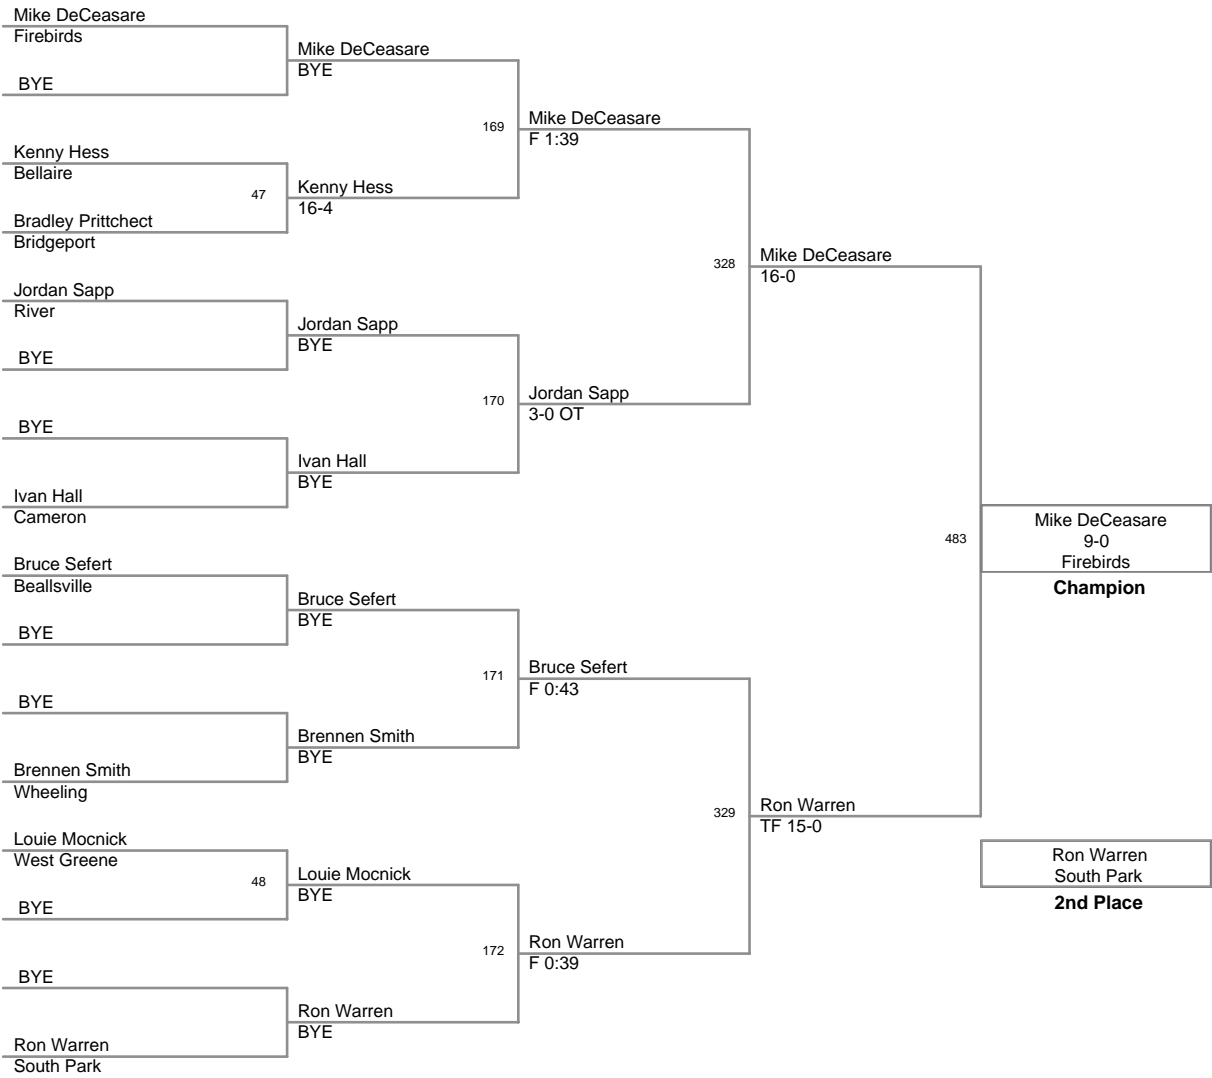 Mike DeCeasare
Firebirds
BYE
Kenny Hess
Bellaire
47
Bradley Prittchect
Bridgeport
Jordan Sapp
River
BYE
BYE
Ivan Hall
Cameron
Bruce Sefert
Beallsville
BYE
BYE
Brennen Smith
Wheeling
Louie Mocnick
West Greene
48
BYE
BYE
Ron Warren
South Park
Mike DeCeasare
BYE
169
Kenny Hess
16-4
Jordan Sapp
BYE
170
Ivan Hall
BYE
Bruce Sefert
BYE
171
Brennen Smith
BYE
Louie Mocnick
BYE
172
Ron Warren
BYE
Mike DeCeasare
F 1:39
328
Jordan Sapp
3-0 OT
Bruce Sefert
F 0:43
329
Ron Warren
F 0:39
Mike DeCeasare
16-0
483
Ron Warren
TF 15-0
Mike DeCeasare
9-0
Firebirds
Champion
Ron Warren
South Park
2nd Place